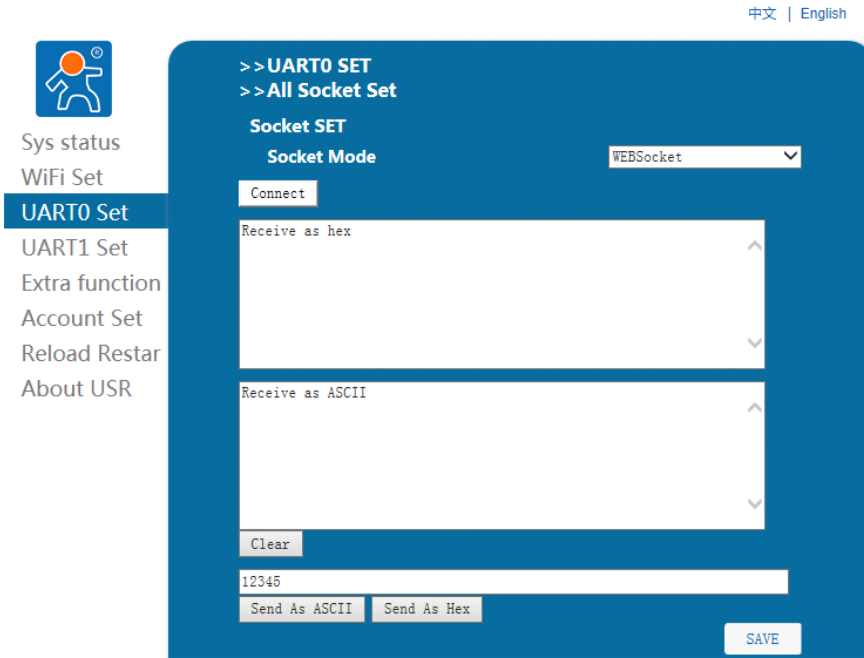 中文 | English
®
>>UART0 SET
>>All Socket Set
Socket SET
Socket Mode WEBSocket
Connect
Receive as hex
Receive as ASCII
Clear
12345
Send As ASCII Send As Hex
SAVE
Sys status
WiFi Set
UART0 Set
UART1 Set
Extra function
Account Set
Reload Restar
About USR